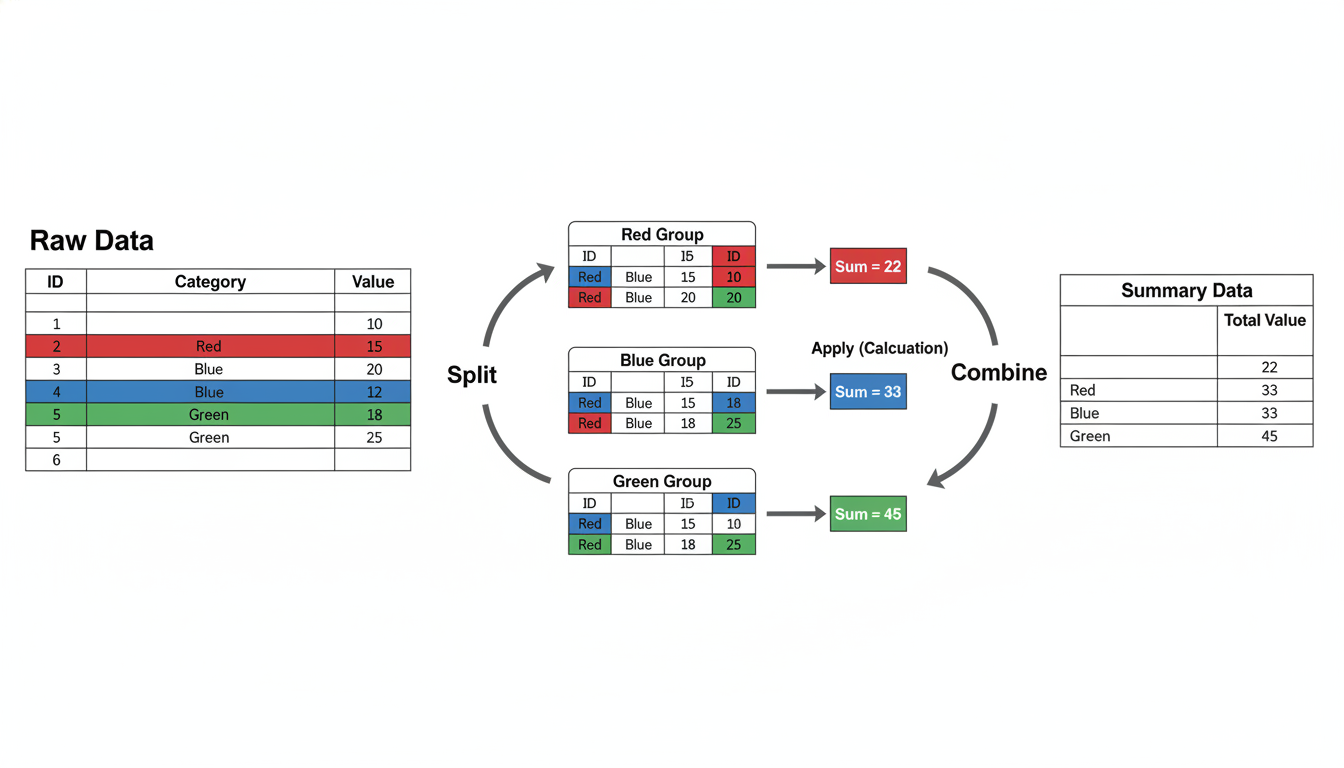 Raw Data
ID Category Value
1 10
2 Red 15
3 Blue 20
4 Blue 12
5 Green 18
5 Green 25
6
Split
Red Group
ID 15 ID
Red Blue 15 10
Red Blue 20 20
Blue Group
ID 15 ID
Red Blue 15 18
Red Blue 18 25
Green Group
ID 15 ID
Red Blue 15 10
Red Blue 18 25
Sum = 22
Apply (Calcuation)
Sum = 33
Sum = 45
Combine
Summary Data
Total Value
22
Red 33
Blue 33
Green 45